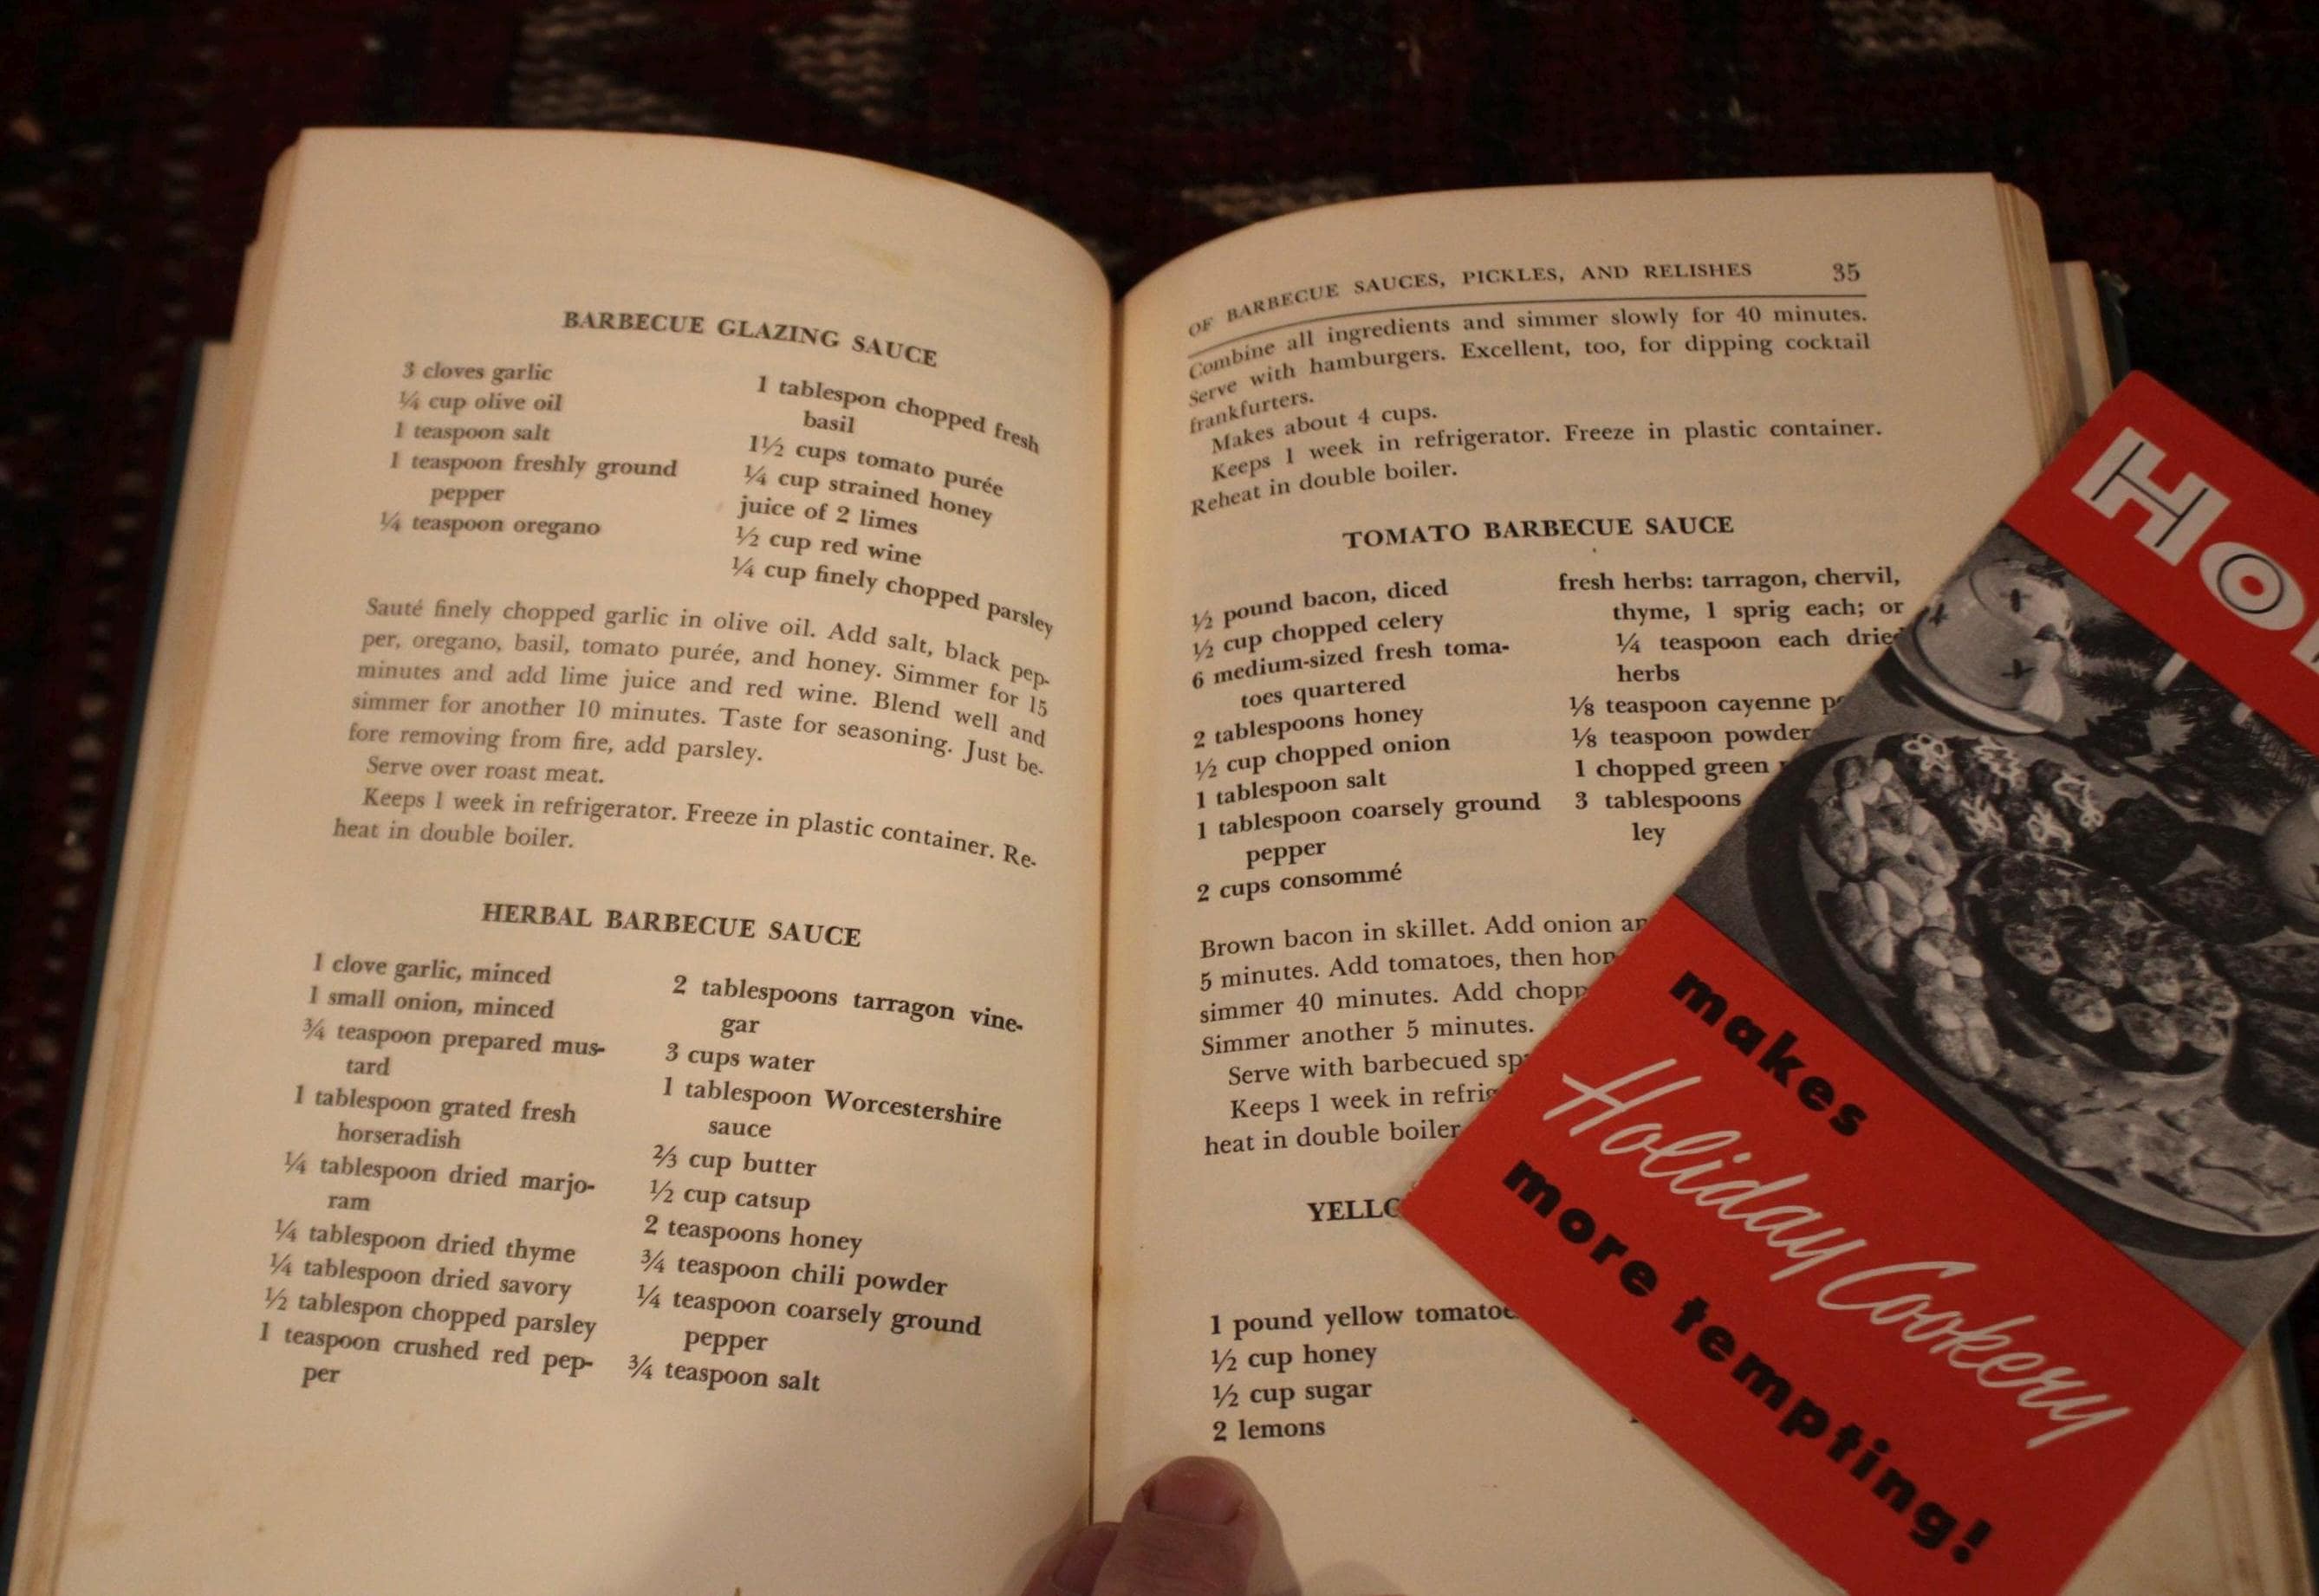 BARBECUE GLAZING SAUCE
3 cloves garlic
¼ cup olive oil
1 teaspoon salt
1 teaspoon freshly ground
pepper
¼ teaspoon oregano
1 tablespon chopped fresh
basil
1½ cups tomato purée
¼ cup strained honey
juice of 2 limes
½ cup red wine
¼ cup finely chopped parsley
Sauté finely chopped garlic in olive oil. Add salt, black pep-
per, oregano, basil, tomato purée, and honey. Simmer for 15
minutes and add lime juice and red wine. Blend well and
simmer for another 10 minutes. Taste for seasoning. Just be-
fore removing from fire, add parsley.
Serve over roast meat.
Keeps 1 week in refrigerator. Freeze in plastic container. Re-
heat in double boiler.
HERBAL BARBECUE SAUCE
1 clove garlic, minced
1 small onion, minced
¾ teaspoon prepared mus-
tard
1 tablespoon grated fresh
horseradish
¼ tablespoon dried marjo-
ram
¼ tablespoon dried thyme
¼ tablespoon dried savory
½ tablespon chopped parsley
1 teaspoon crushed red pep-
per
2 tablespoons tarragon vine-
gar
3 cups water
1 tablespoon Worcestershire
sauce
⅔ cup butter
½ cup catsup
2 teaspoons honey
¾ teaspoon chili powder
¼ teaspoon coarsely ground
pepper
¾ teaspoon salt
OF BARBECUE SAUCES, PICKLES, AND RELISHES 35
Combine all ingredients and simmer slowly for 40 minutes.
Serve with hamburgers. Excellent, too, for dipping cocktail
frankfurters.
Makes about 4 cups.
Keeps 1 week in refrigerator. Freeze in plastic container.
Reheat in double boiler.
TOMATO BARBECUE SAUCE
½ pound bacon, diced
½ cup chopped celery
6 medium-sized fresh toma-
toes quartered
2 tablespoons honey
½ cup chopped onion
1 tablespoon salt
1 tablespoon coarsely ground
pepper
2 cups consommé
fresh herbs: tarragon, chervil,
thyme, 1 sprig each; or
¼ teaspoon each dried
herbs
⅛ teaspoon cayenne
⅛ teaspoon powder
1 chopped green
3 tablespoons
ley
Brown bacon in skillet. Add onion
5 minutes. Add tomatoes, then
simmer 40 minutes. Add
Simmer another 5 minutes.
Serve with barbecued
Keeps 1 week in
heat in double boiler
1 pound yellow
½ cup honey
½ cup sugar
2 lemons
makes
Holiday Cookery
more tempting!